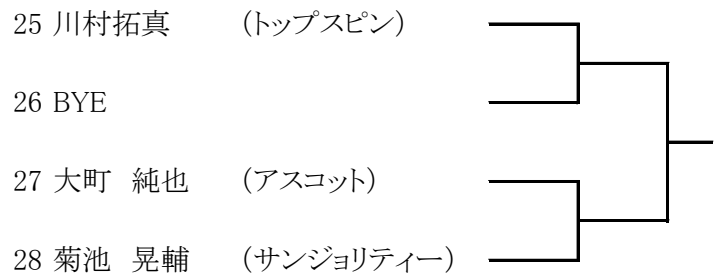 25 川村拓真 (トップスピン)
26 BYE
27 大町 純也 (アスコット)
28 菊池 晃輔 (サンジョリティー)